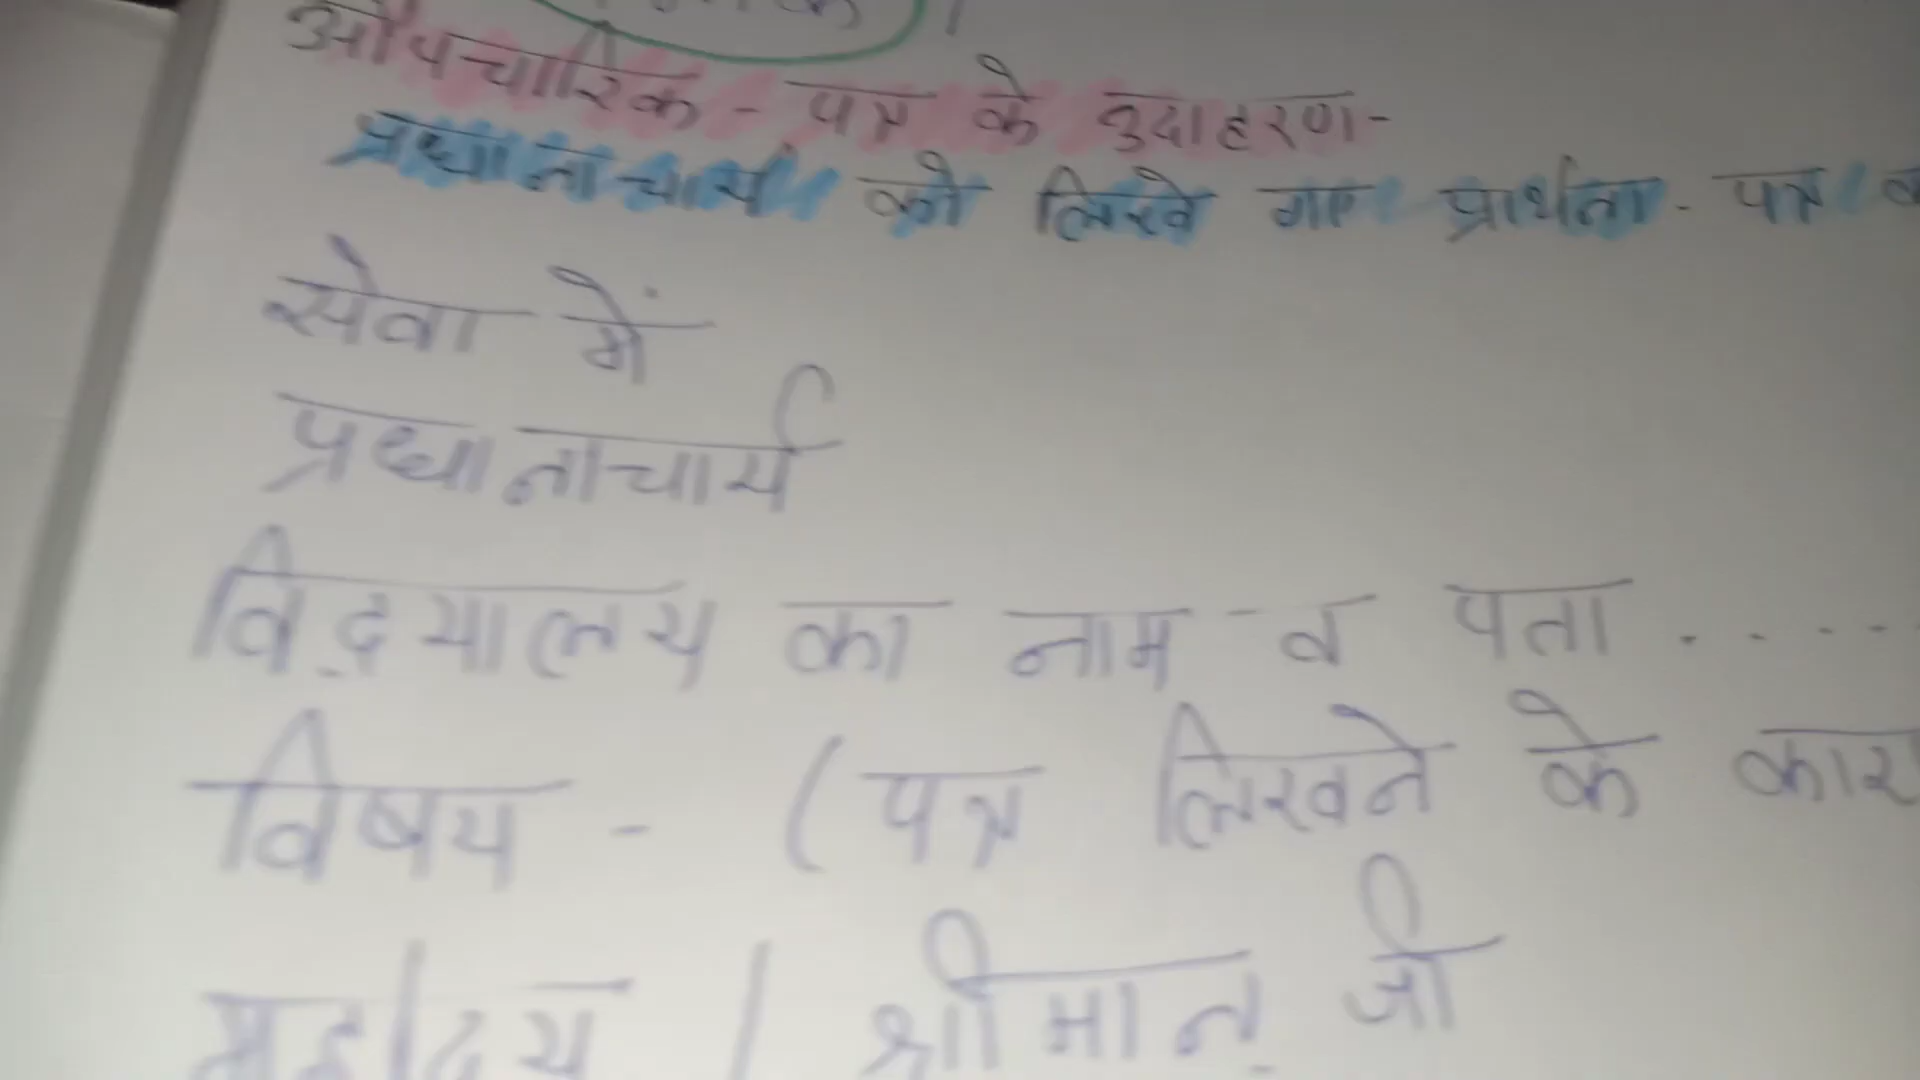 औपचारिक - पत्र के उदाहरण-
प्रधानाचार्य को लिखे गए प्रार्थना - पत्र
सेवा में
प्रधानाचार्य
विद्यालय का नाम व पता . . . . .
विषय - ( पत्र लिखने के
महोदय / श्रीमान् जी